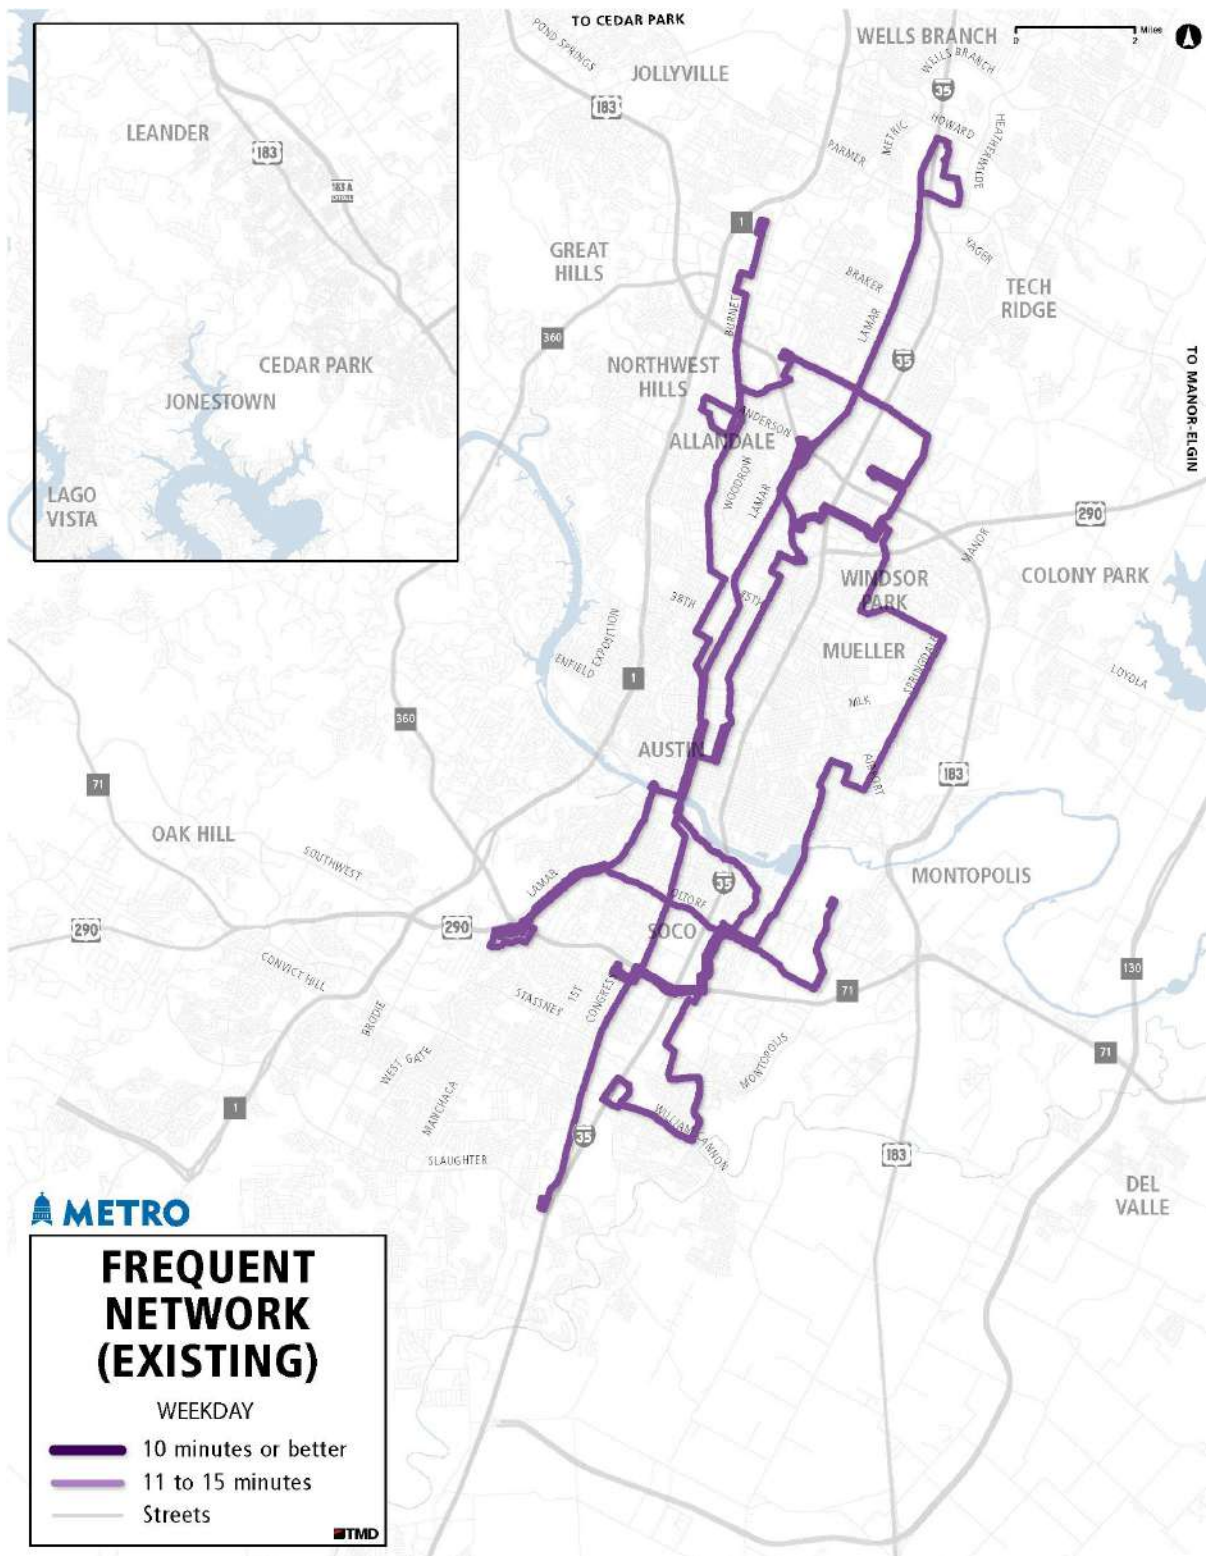 TO CEDAR PARK
WELLS BRANCH
0 2 Miles
POND SPRINGS
JOLLYVILLE
WELLS BRANCH
183
35
HOWARD
HEATHERWILDE
METRIC
PARMER
LEANDER
183
183 A
1
GREAT
HILLS
YAGER
BRAKER
TECH
RIDGE
BURNET
LAMAR
360
35
CEDAR PARK
NORTHWEST
HILLS
TO MANOR-ELGIN
JONESTOWN
ANDERSON
ALLANDALE
WOODROW
LAMAR
LAGO
VISTA
290
MANOR
WINDSOR
PARK
COLONY PARK
38TH
45TH
EXPOSITION
ENFIELD
MUELLER
SPRINGDALE
LOYOLA
1
MLK
360
AUSTIN
AIRPORT
183
71
OAK HILL
SOUTHWEST
LAMAR
35
OLTORF
MONTOPOLIS
290
290
SOCO
CONVICT HILL
130
STASSNEY
1ST
CONGRESS
71
BRODIE
WEST GATE
MONTOPOLIS
71
MANCHACA
1
WILLIAM CANNON
35
SLAUGHTER
183
DEL
VALLE
METRO
FREQUENT
NETWORK
(EXISTING)
WEEKDAY
10 minutes or better
11 to 15 minutes
Streets
TMD